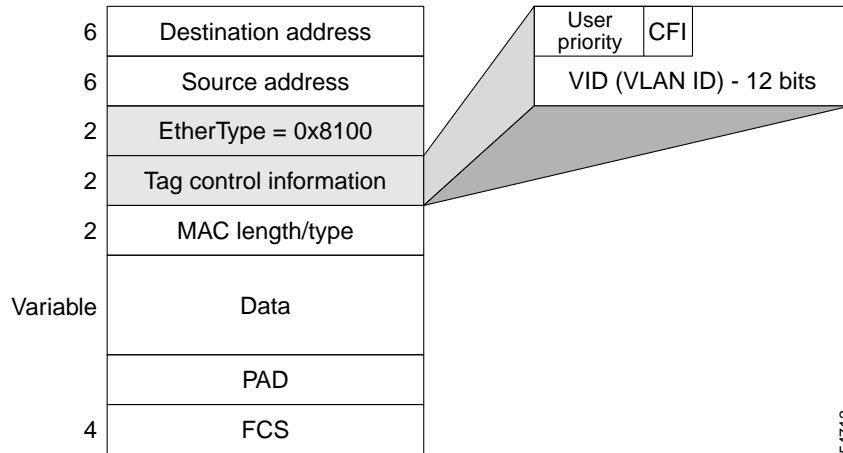 6 Destination address
6 Source address
2 EtherType = 0x8100
2 Tag control information
2 MAC length/type
Variable Data
PAD
4 FCS
User
priority
CFI
VID (VLAN ID) - 12 bits